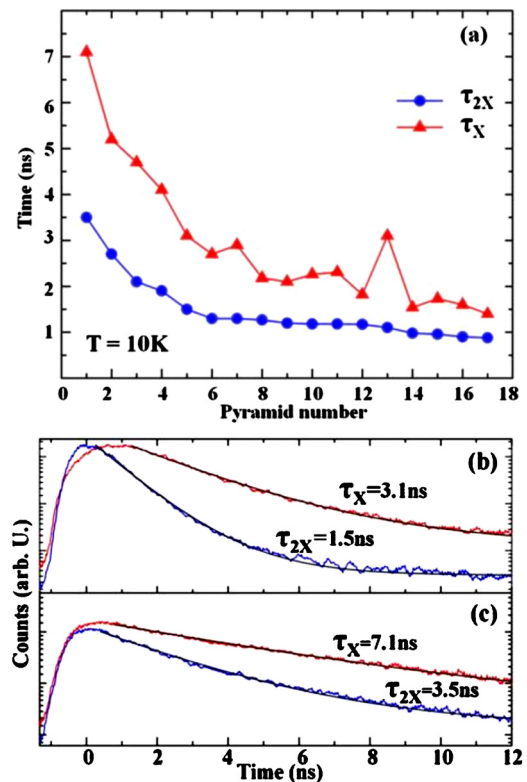 (a)
7
6
5
4
3
2
1
Time (ns)
τ2X
τX
T = 10K
0 2 4 6 8 10 12 14 16 18
Pyramid number
(b)
τX=3.1ns
τ2X=1.5ns
Counts (arb. U.)
(c)
τX=7.1ns
τ2X=3.5ns
0 2 4 6 8 10 12
Time (ns)